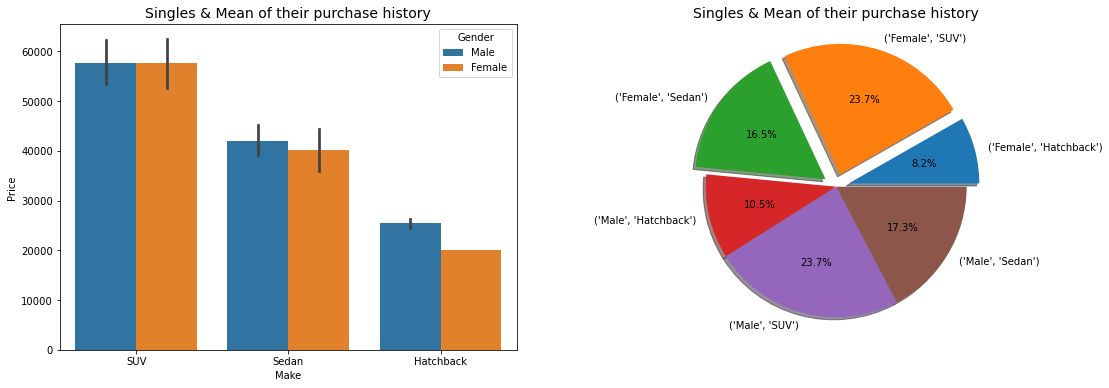 Singles & Mean of their purchase history
Price
60000
50000
40000
30000
20000
10000
0
Gender
Male
Female
SUV
Sedan
Hatchback
Make
Singles & Mean of their purchase history
('Female', 'SUV')
('Female', 'Sedan')
23.7%
16.5%
('Female', 'Hatchback')
8.2%
10.5%
('Male', 'Hatchback')
17.3%
23.7%
('Male', 'Sedan')
('Male', 'SUV')